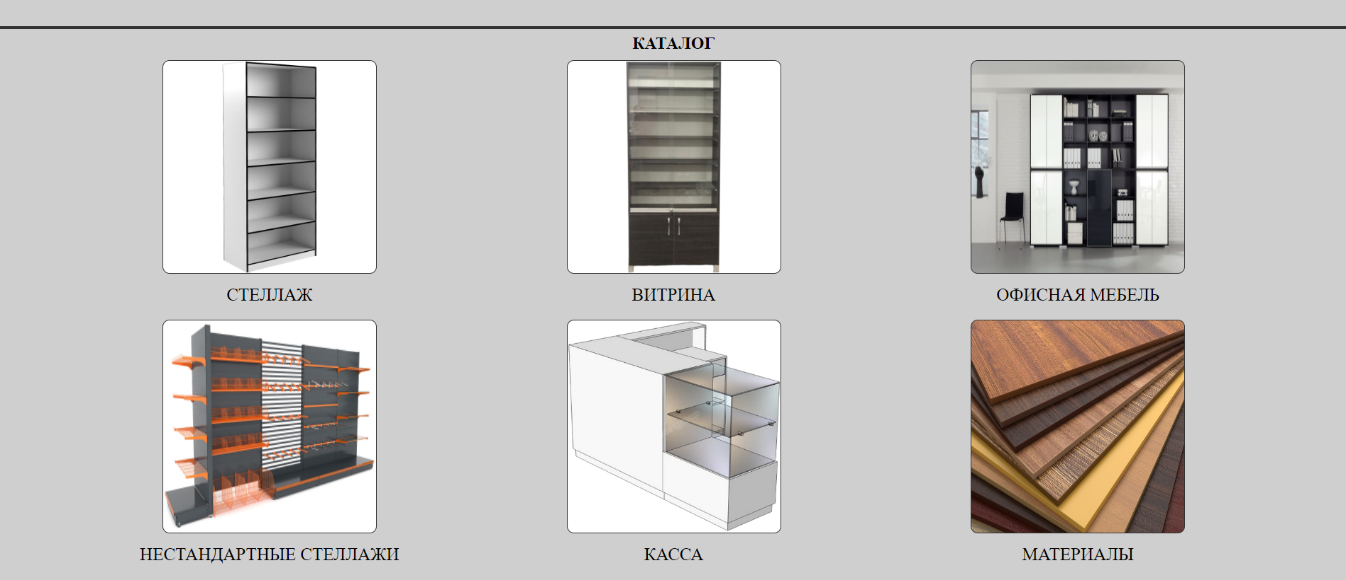 КАТАЛОГ
СТЕЛЛАЖ
ВИТРИНА
ОФИСНАЯ МЕБЕЛЬ
НЕСТАНДАРТНЫЕ СТЕЛЛАЖИ
КАССА
МАТЕРИАЛЫ